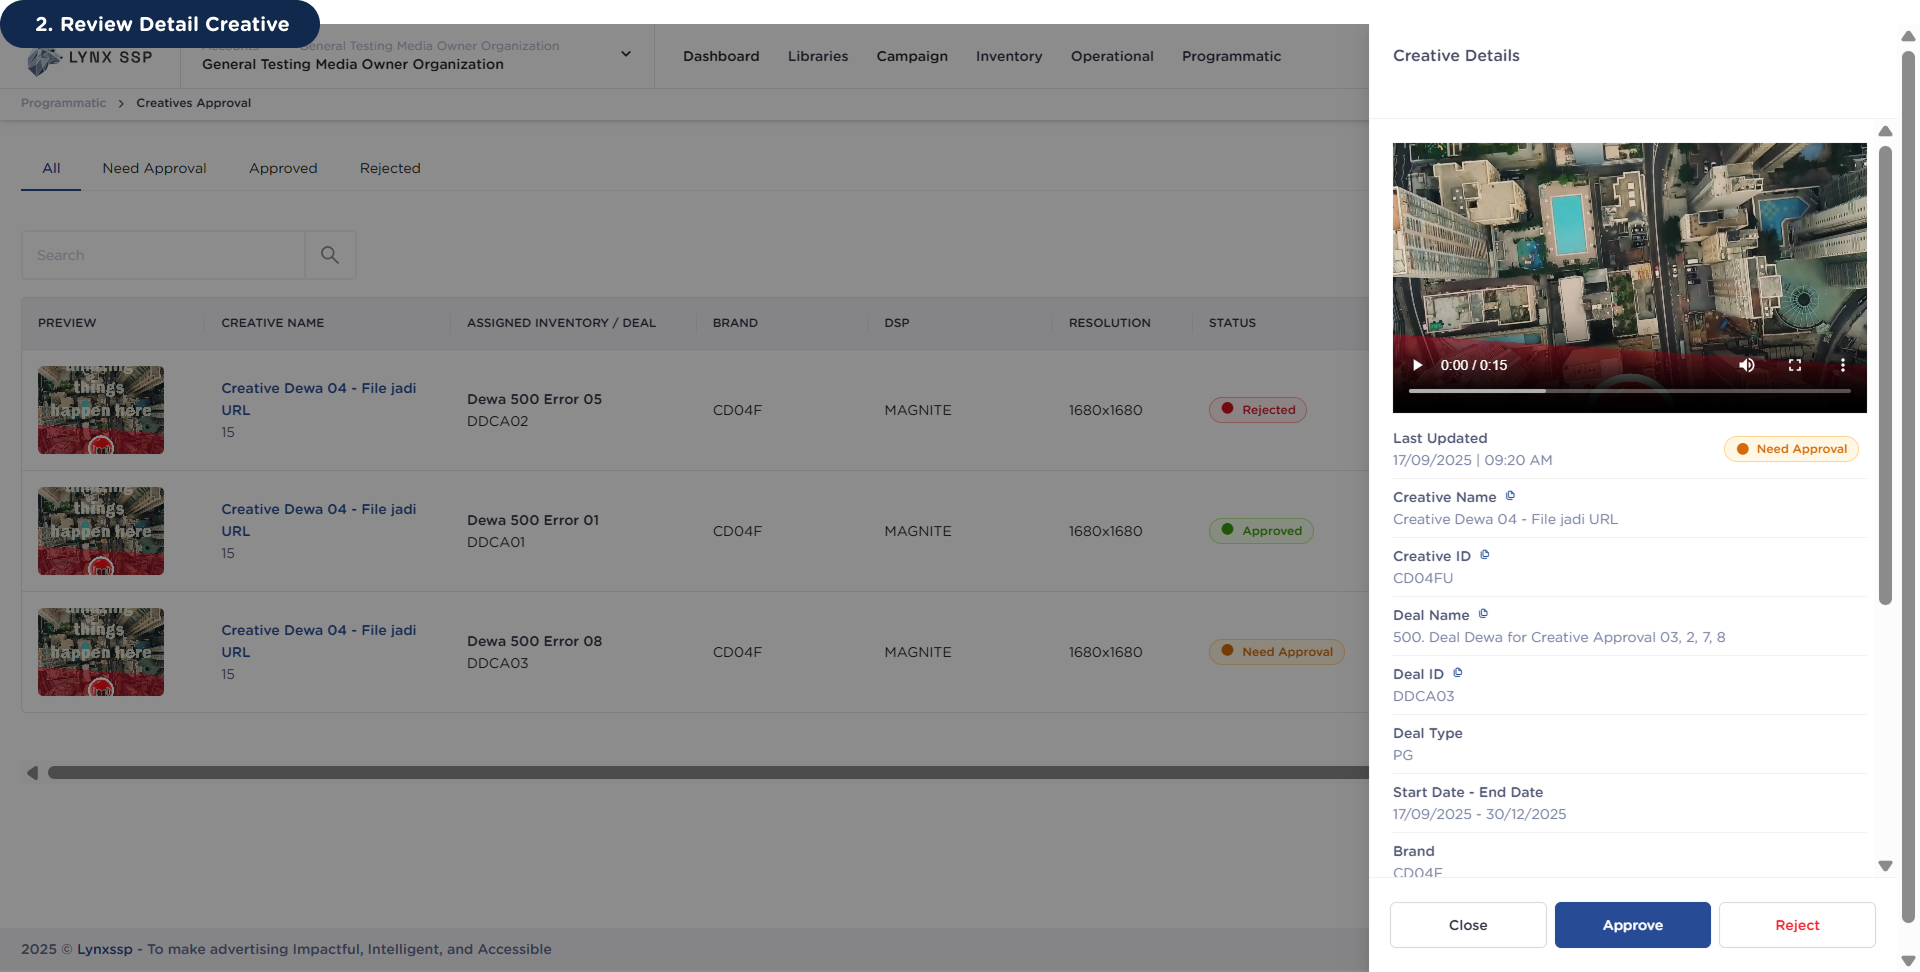 2. Review Detail Creative
LYNX SSP
Accounts
General Testing Media Owner Organization
General Testing Media Owner Organization
Dashboard
Libraries
Campaign
Inventory
Operational
Programmatic
Programmatic > Creatives Approval
All
Need Approval
Approved
Rejected
Search
PREVIEW
CREATIVE NAME
ASSIGNED INVENTORY / DEAL
BRAND
DSP
RESOLUTION
STATUS
things
happen here
Creative Dewa 04 - File jadi
URL
15
Dewa 500 Error 05
DDCA02
CD04F
MAGNITE
1680x1680
Rejected
things
happen here
Creative Dewa 04 - File jadi
URL
15
Dewa 500 Error 01
DDCA01
CD04F
MAGNITE
1680x1680
Approved
things
happen here
Creative Dewa 04 - File jadi
URL
15
Dewa 500 Error 08
DDCA03
CD04F
MAGNITE
1680x1680
Need Approval
2025 © Lynxssp - To make advertising Impactful, Intelligent, and Accessible
Creative Details
0:00 / 0:15
Last Updated
17/09/2025 | 09:20 AM
Need Approval
Creative Name
Creative Dewa 04 - File jadi URL
Creative ID
CD04FU
Deal Name
500. Deal Dewa for Creative Approval 03, 2, 7, 8
Deal ID
DDCA03
Deal Type
PG
Start Date - End Date
17/09/2025 - 30/12/2025
Brand
CD04F
Close
Approve
Reject